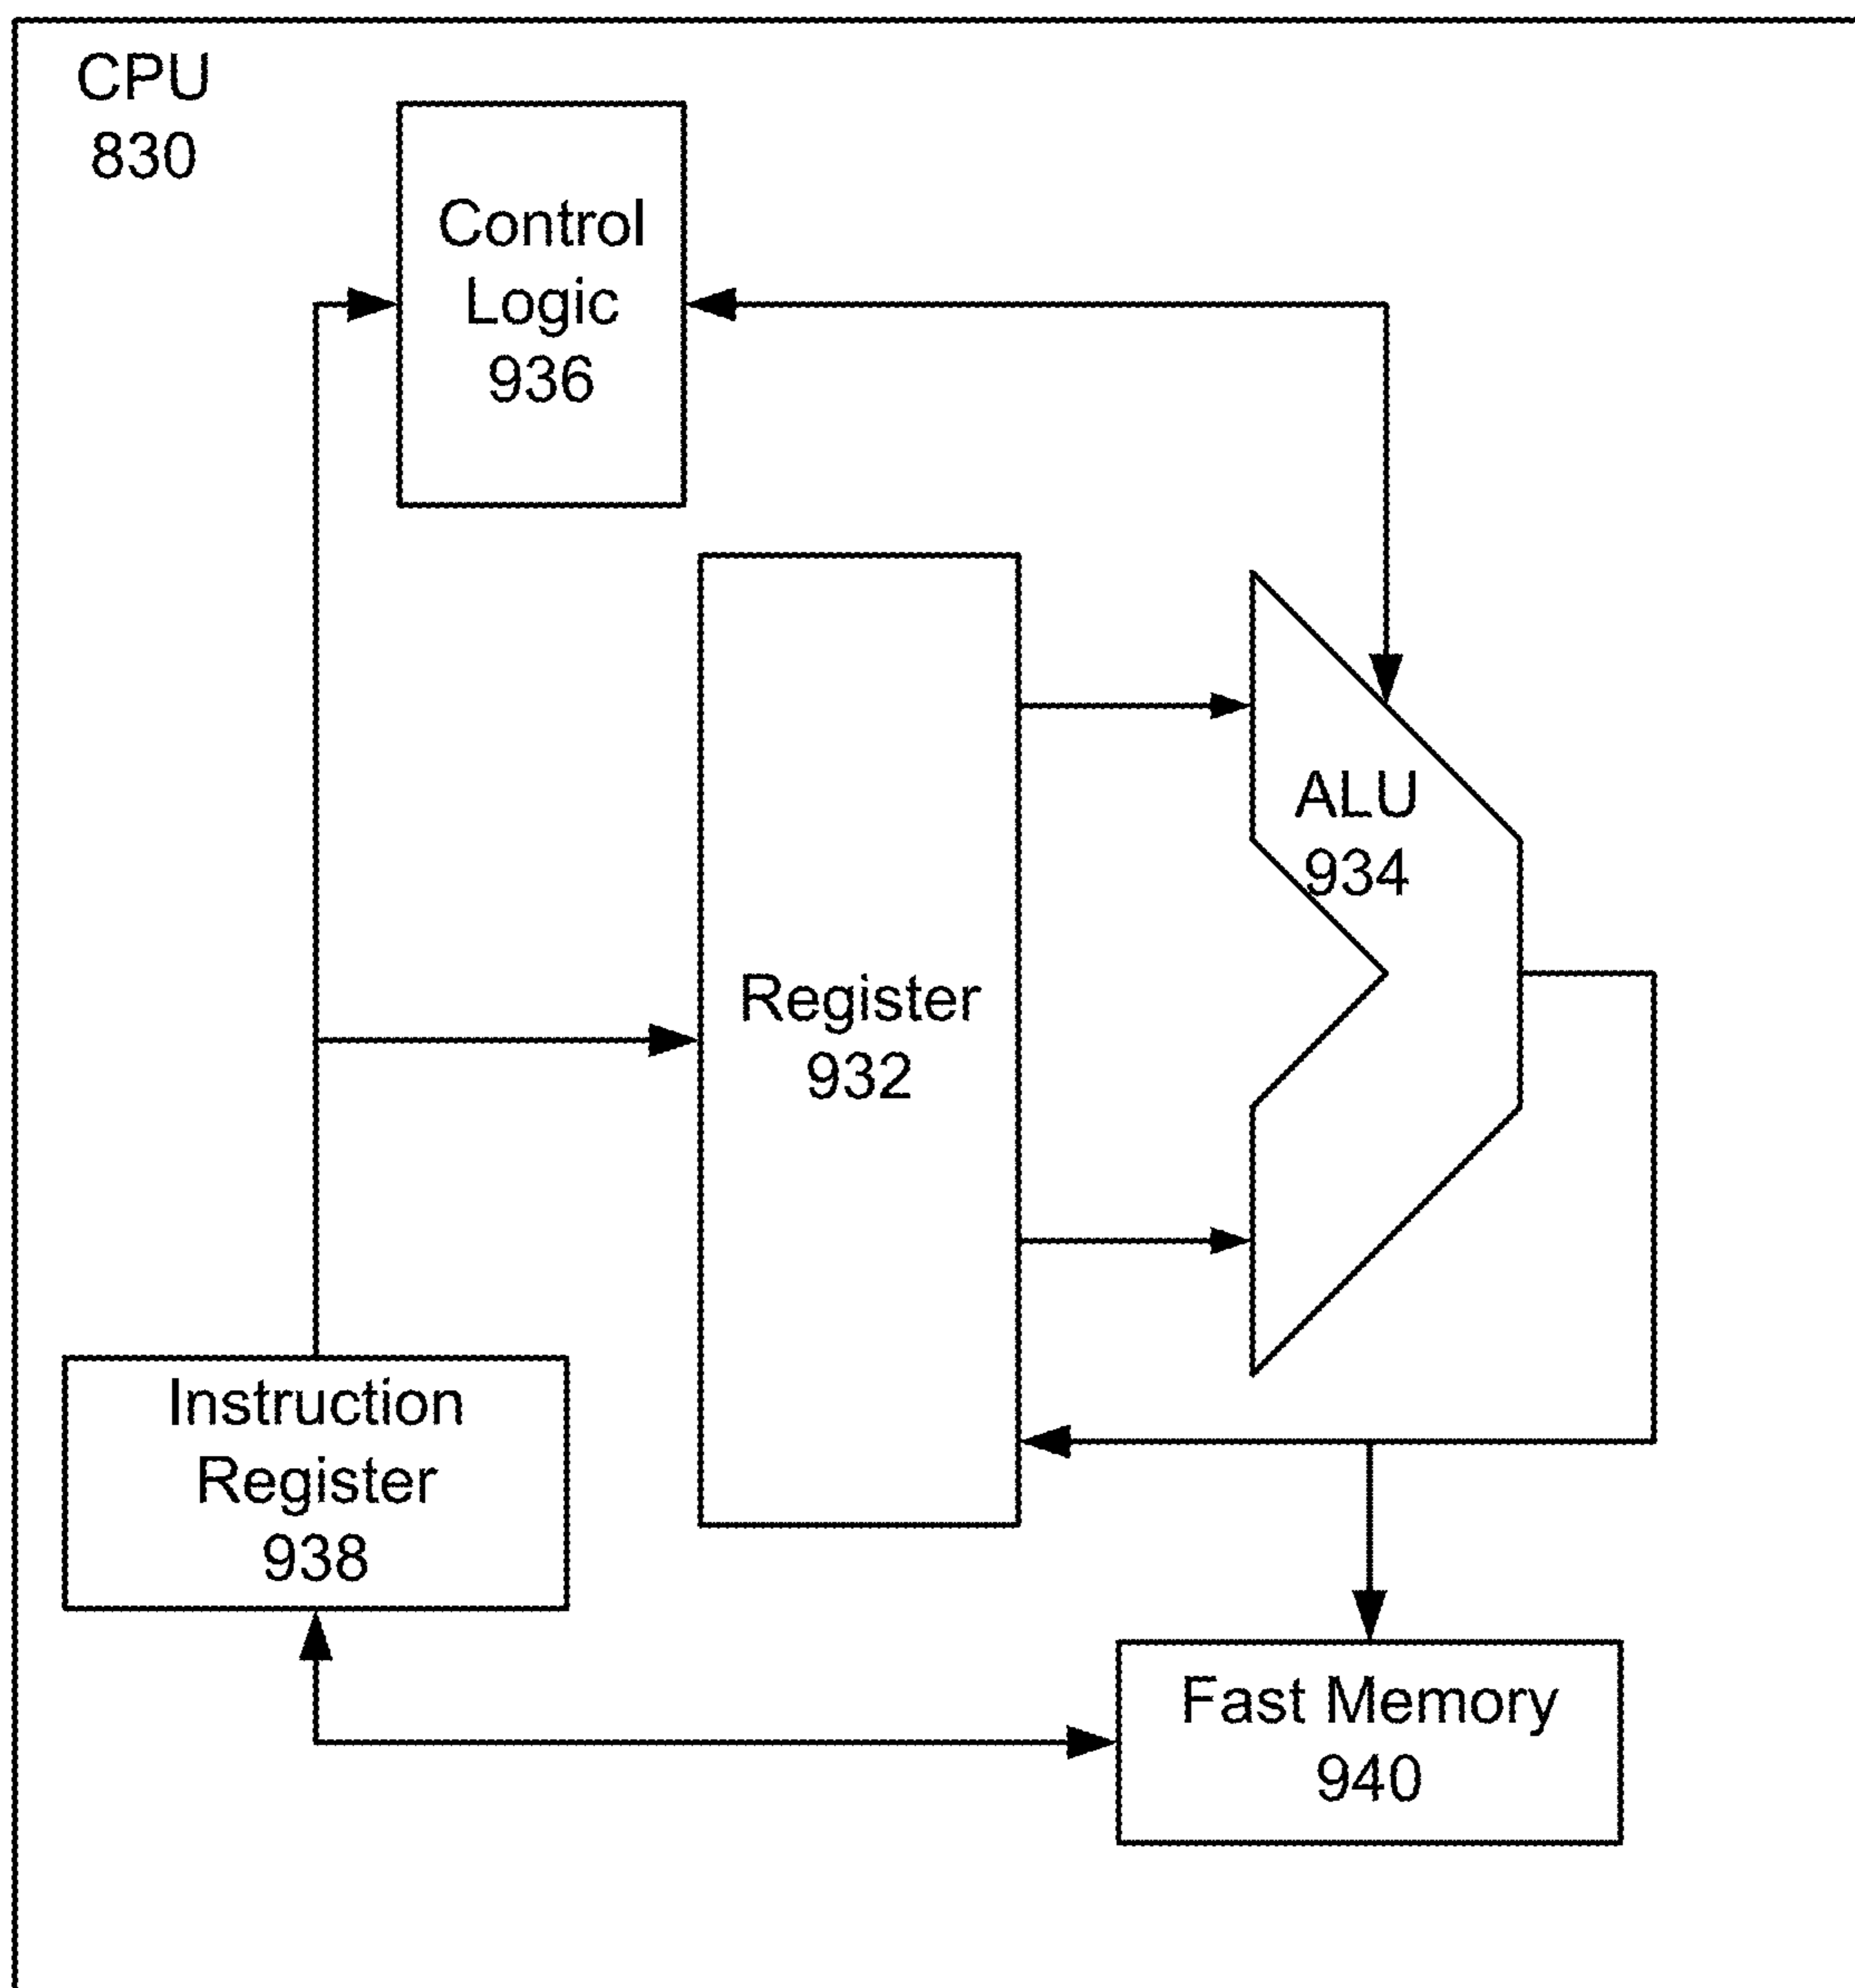 CPU
830
Control
Logic
936
ALU
934
Register
932
Instruction
Register
938
Fast Memory
940